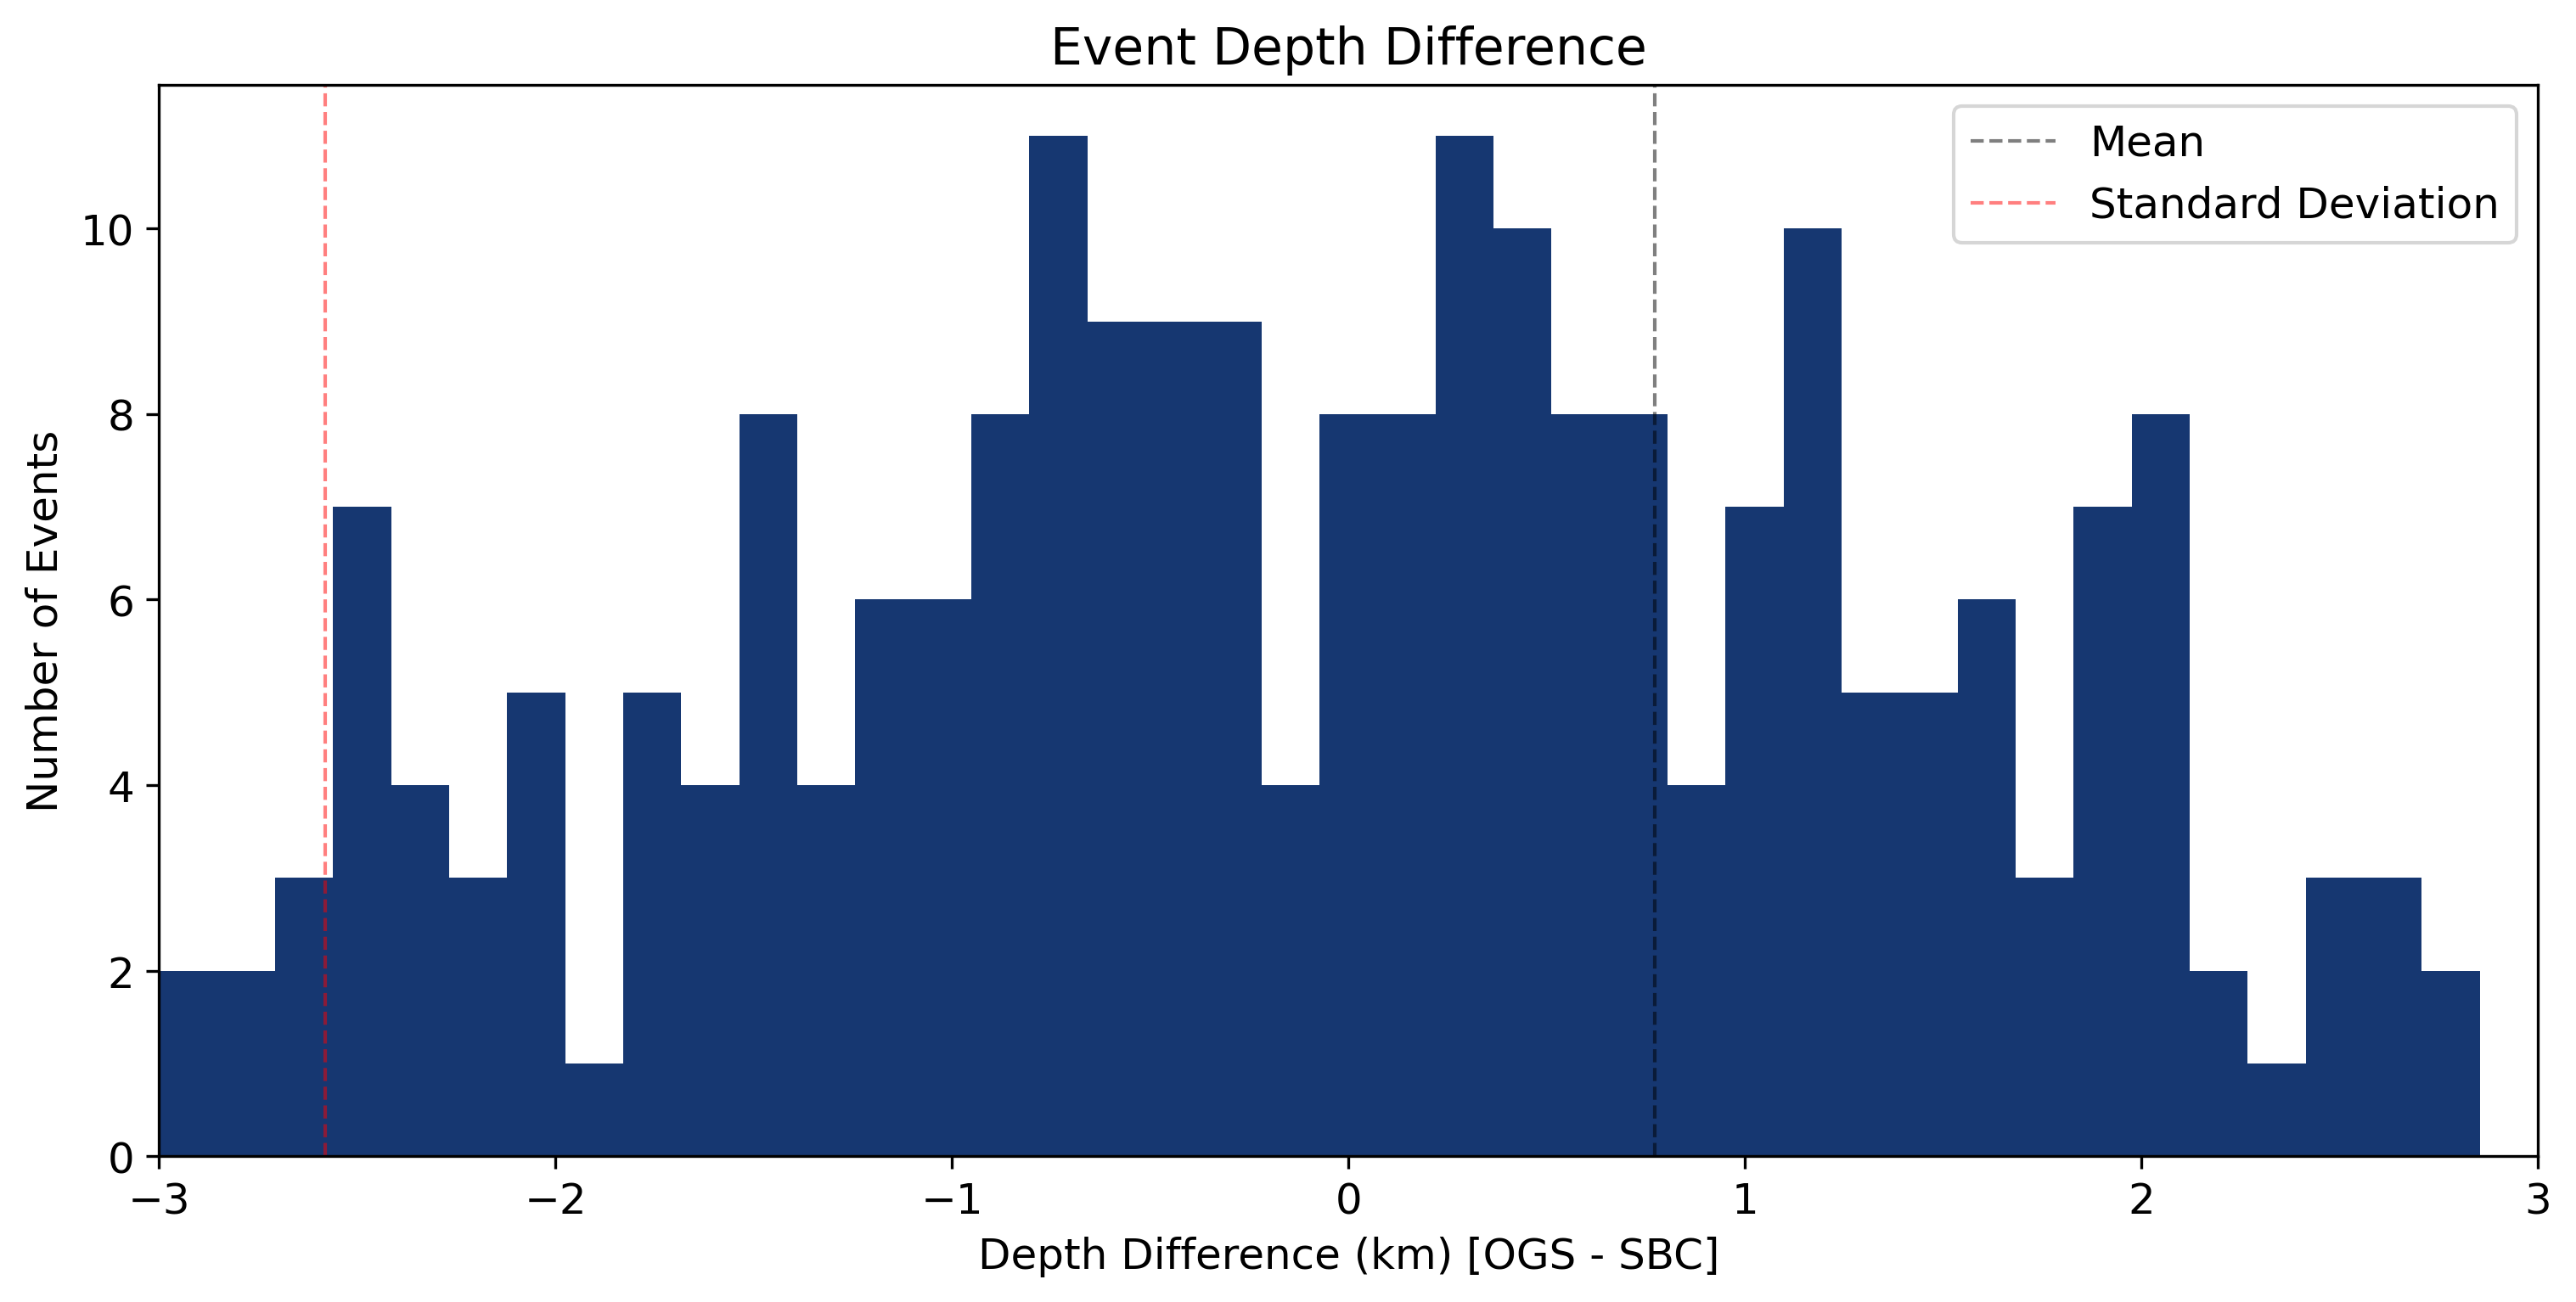 Event Depth Difference
Mean
Standard Deviation
Number of Events
10
8
6
4
2
0
−3 −2 −1 0 1 2 3
Depth Difference (km) [OGS - SBC]